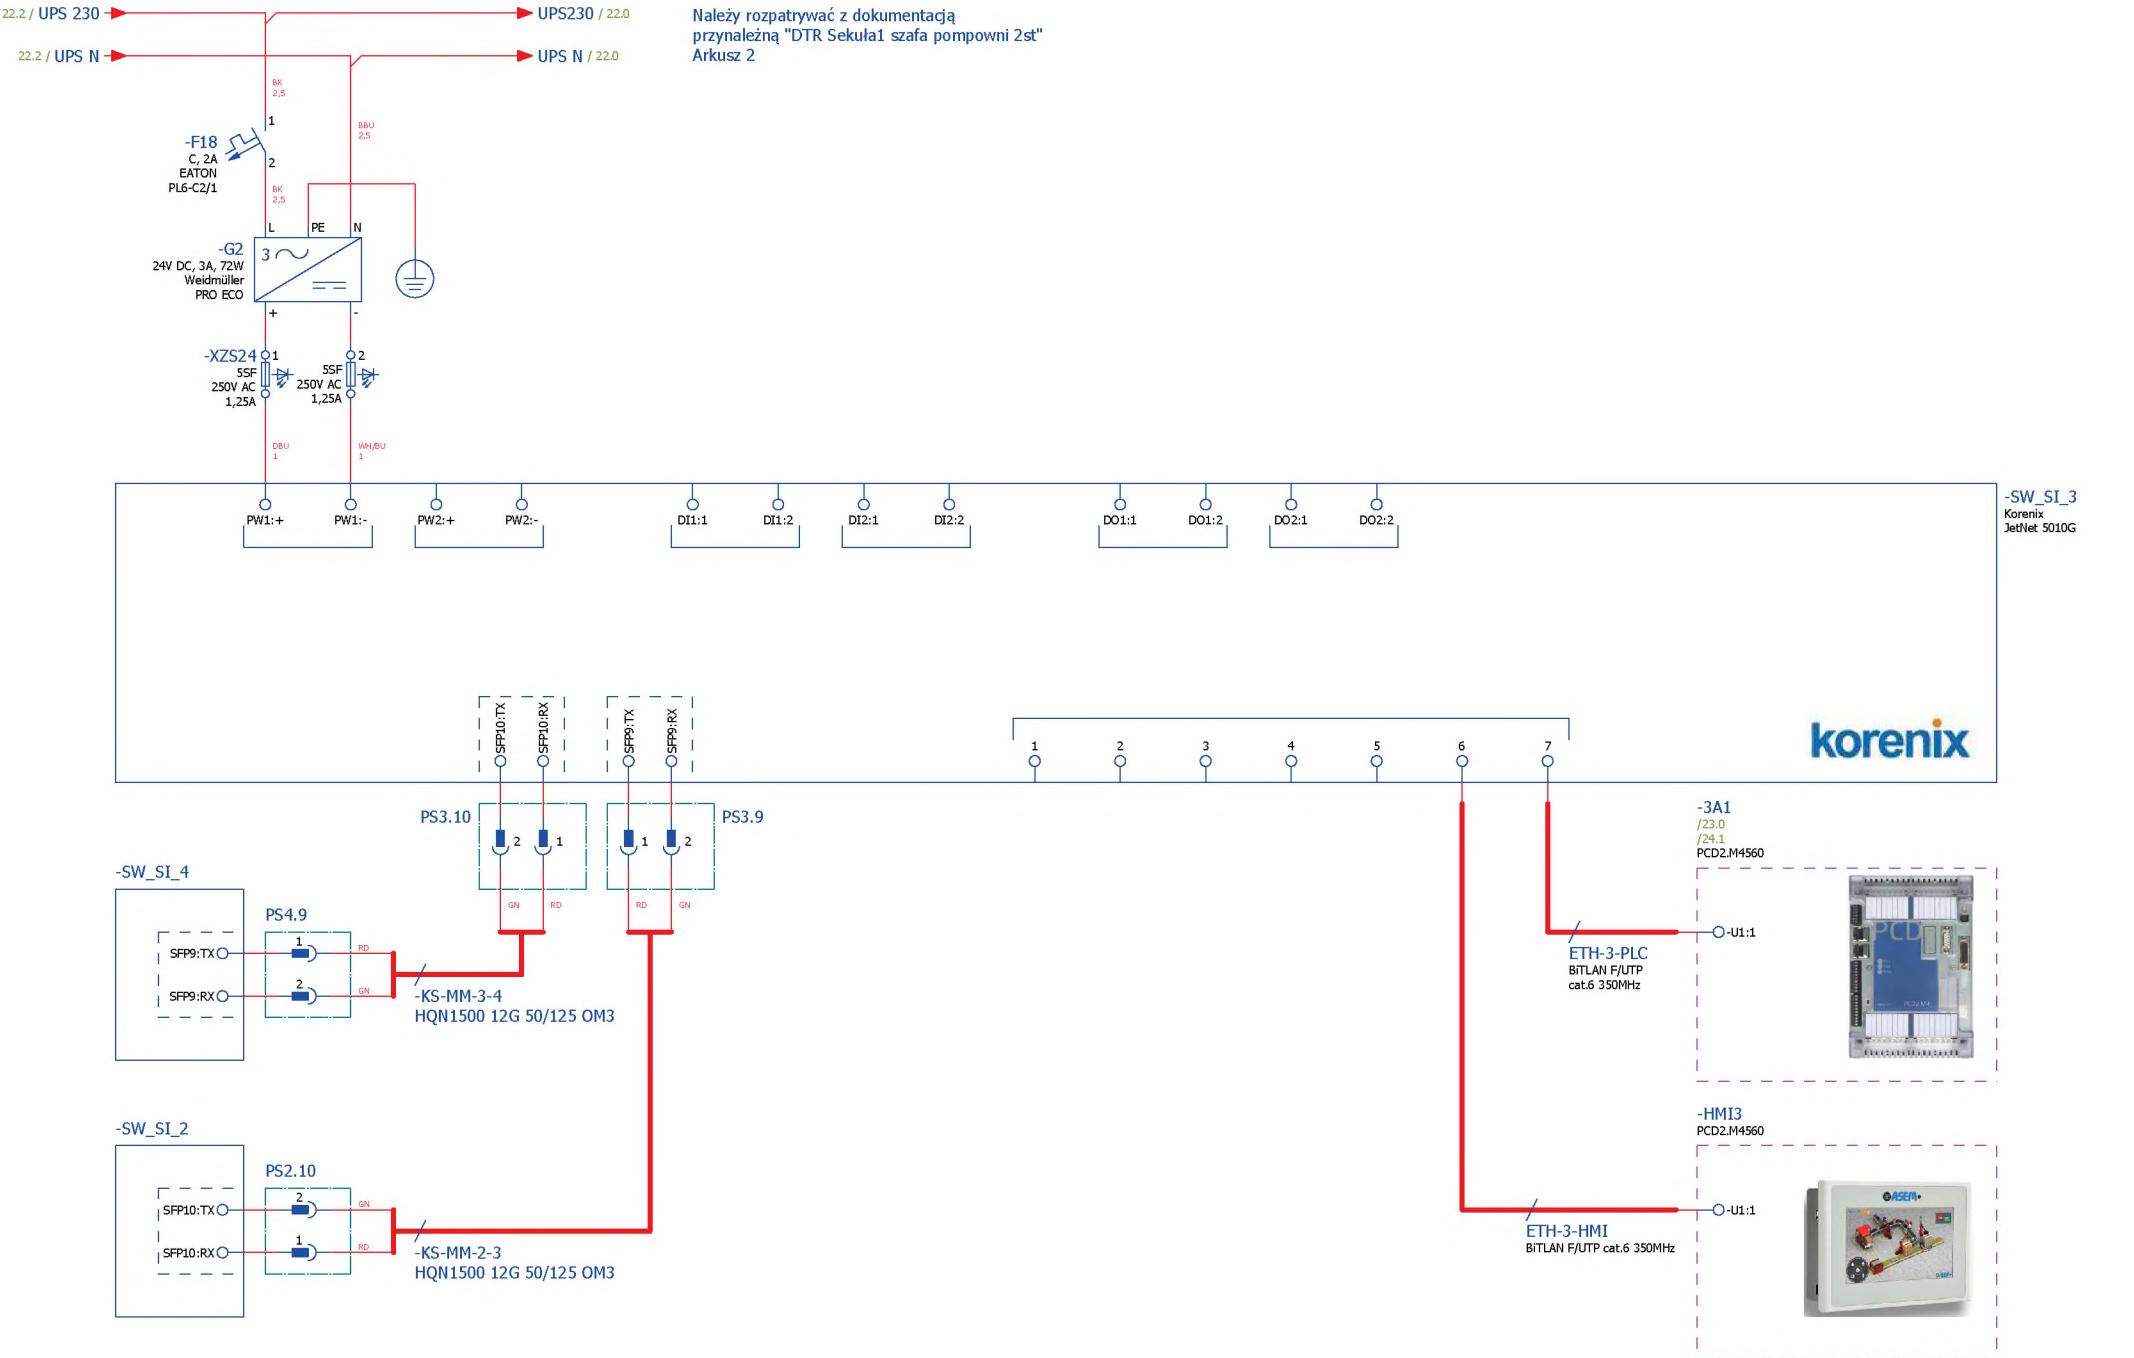 22.2 / UPS 230
UPS230 / 22.0
22.2 / UPS N
UPS N / 22.0
Należy rozpatrywać z dokumentacją
przynależną "DTR Sekuła1 szafa pompowni 2st"
Arkusz 2
BK
2,5
BBU
2,5
1
2
-F18
C, 2A
EATON
PL6-C2/1
BK
2,5
L
PE
N
-G2
24V DC, 3A, 72W
Weidmüller
PRO ECO
3
+
-
-XZS24
1
5SF
250V AC
1,25A
2
5SF
250V AC
1,25A
DBU
1
WH/BU
1
PW1:+
PW1:-
PW2:+
PW2:-
DI1:1
DI1:2
DI2:1
DI2:2
DO1:1
DO1:2
DO2:1
DO2:2
-SW_SI_3
Korenix
JetNet 5010G
SFP10:TX
SFP10:RX
SFP9:TX
SFP9:RX
1
2
3
4
5
6
7
korenix
PS3.10
2
1
PS3.9
1
2
GN
RD
RD
GN
-SW_SI_4
SFP9:TX
SFP9:RX
PS4.9
1
2
RD
GN
-KS-MM-3-4
HQN1500 12G 50/125 OM3
-SW_SI_2
SFP10:TX
SFP10:RX
PS2.10
2
1
GN
RD
-KS-MM-2-3
HQN1500 12G 50/125 OM3
-3A1
/23.0
/24.1
PCD2.M4560
-U1:1
PCD
PCD2.M4_
ETH-3-PLC
BiTLAN F/UTP
cat.6 350MHz
-HMI3
PCD2.M4560
-U1:1
ASEM
ETH-3-HMI
BiTLAN F/UTP cat.6 350MHz